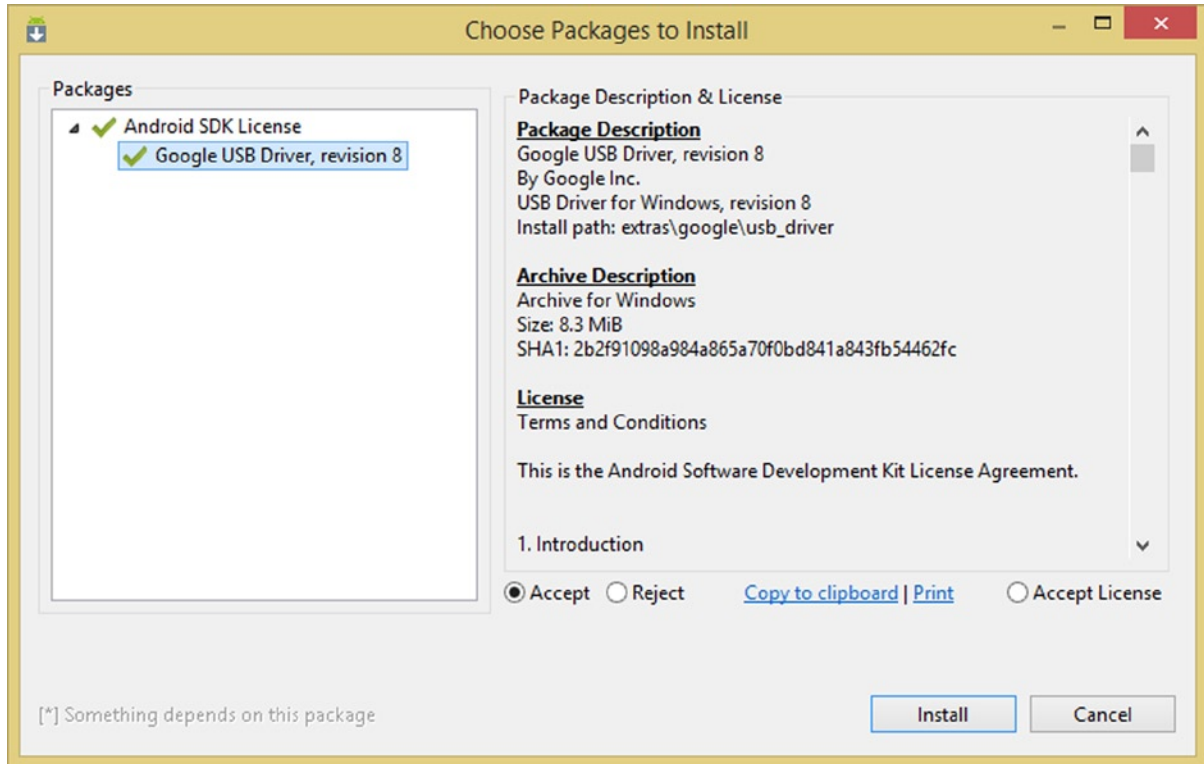 Choose Packages to Install
Packages
Android SDK License
Google USB Driver, revision 8
Package Description & License
Package Description
Google USB Driver, revision 8
By Google Inc.
USB Driver for Windows, revision 8
Install path: extras\google\usb_driver
Archive Description
Archive for Windows
Size: 8.3 MiB
SHA1: 2b2f91098a984a865a70f0bd841a843fb54462fc
License
Terms and Conditions
This is the Android Software Development Kit License Agreement.
1. Introduction
Accept Reject Copy to clipboard | Print Accept License
[*] Something depends on this package
Install Cancel